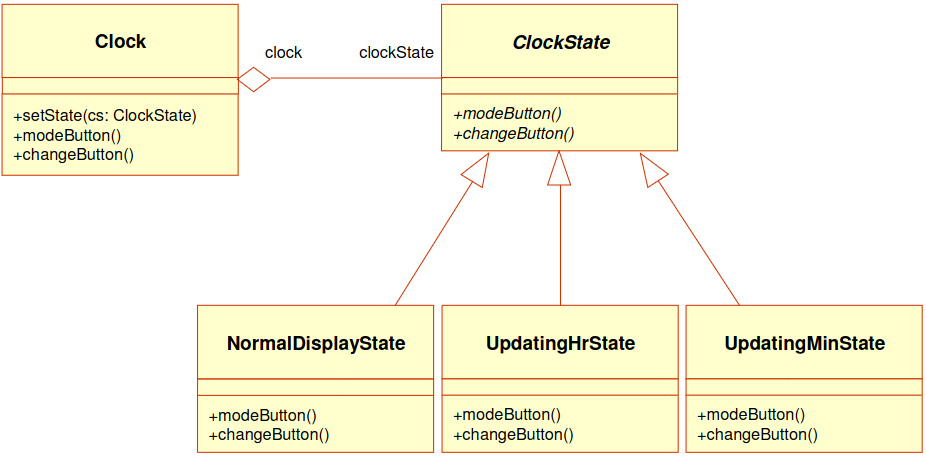 Clock
clock
clockState
ClockState
+setState(cs: ClockState)
+modeButton()
+changeButton()
+modeButton()
+changeButton()
NormalDisplayState
+modeButton()
+changeButton()
UpdatingHrState
+modeButton()
+changeButton()
UpdatingMinState
+modeButton()
+changeButton()